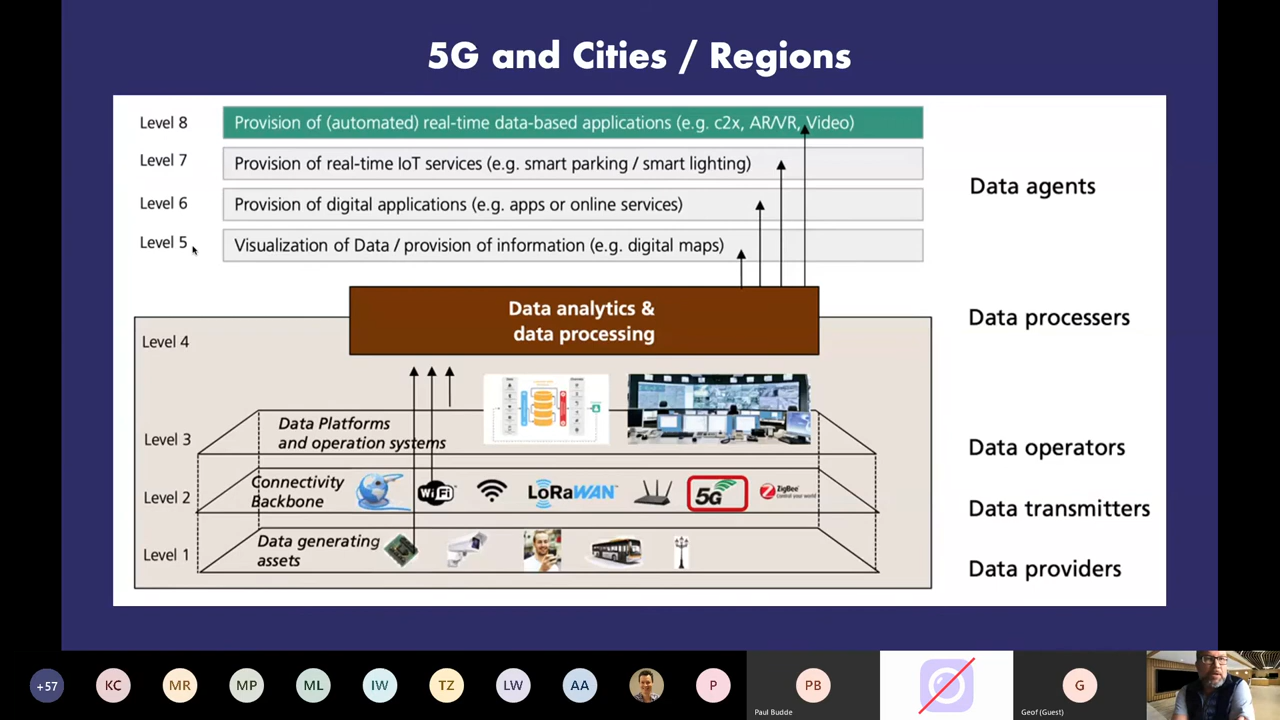 5G and Cities / Regions
Level 8
Provision of (automated) real-time data-based applications (e.g. c2x, AR/VR, Video)
Level 7
Provision of real-time IoT services (e.g. smart parking / smart lighting)
Data agents
Level 6
Provision of digital applications (e.g. apps or online services)
Level 5
Visualization of Data / provision of information (e.g. digital maps)
Data analytics &
data processing
Data processers
Level 4
Data Platforms
and operation systems
Level 3
Data operators
Connectivity
Backbone
Level 2
WiFi
LoRaWAN
5G
ZigBee
Control your world
Data transmitters
Data generating
assets
Level 1
Data providers
+57
KC
MR
MP
ML
IW
TZ
LW
AA
P
PB
G
Paul Budde
Geof (Guest)